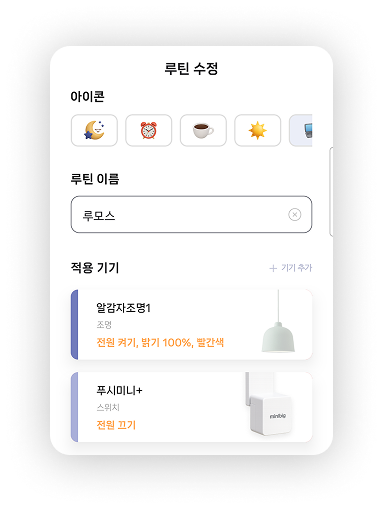 루틴 수정
아이콘
루틴 이름
루모스
적용 기기
+ 기기 추가
알감자조명1
조명
전원 켜기, 밝기 100%, 빨간색
푸시미니+
스위치
전원 끄기
minibig